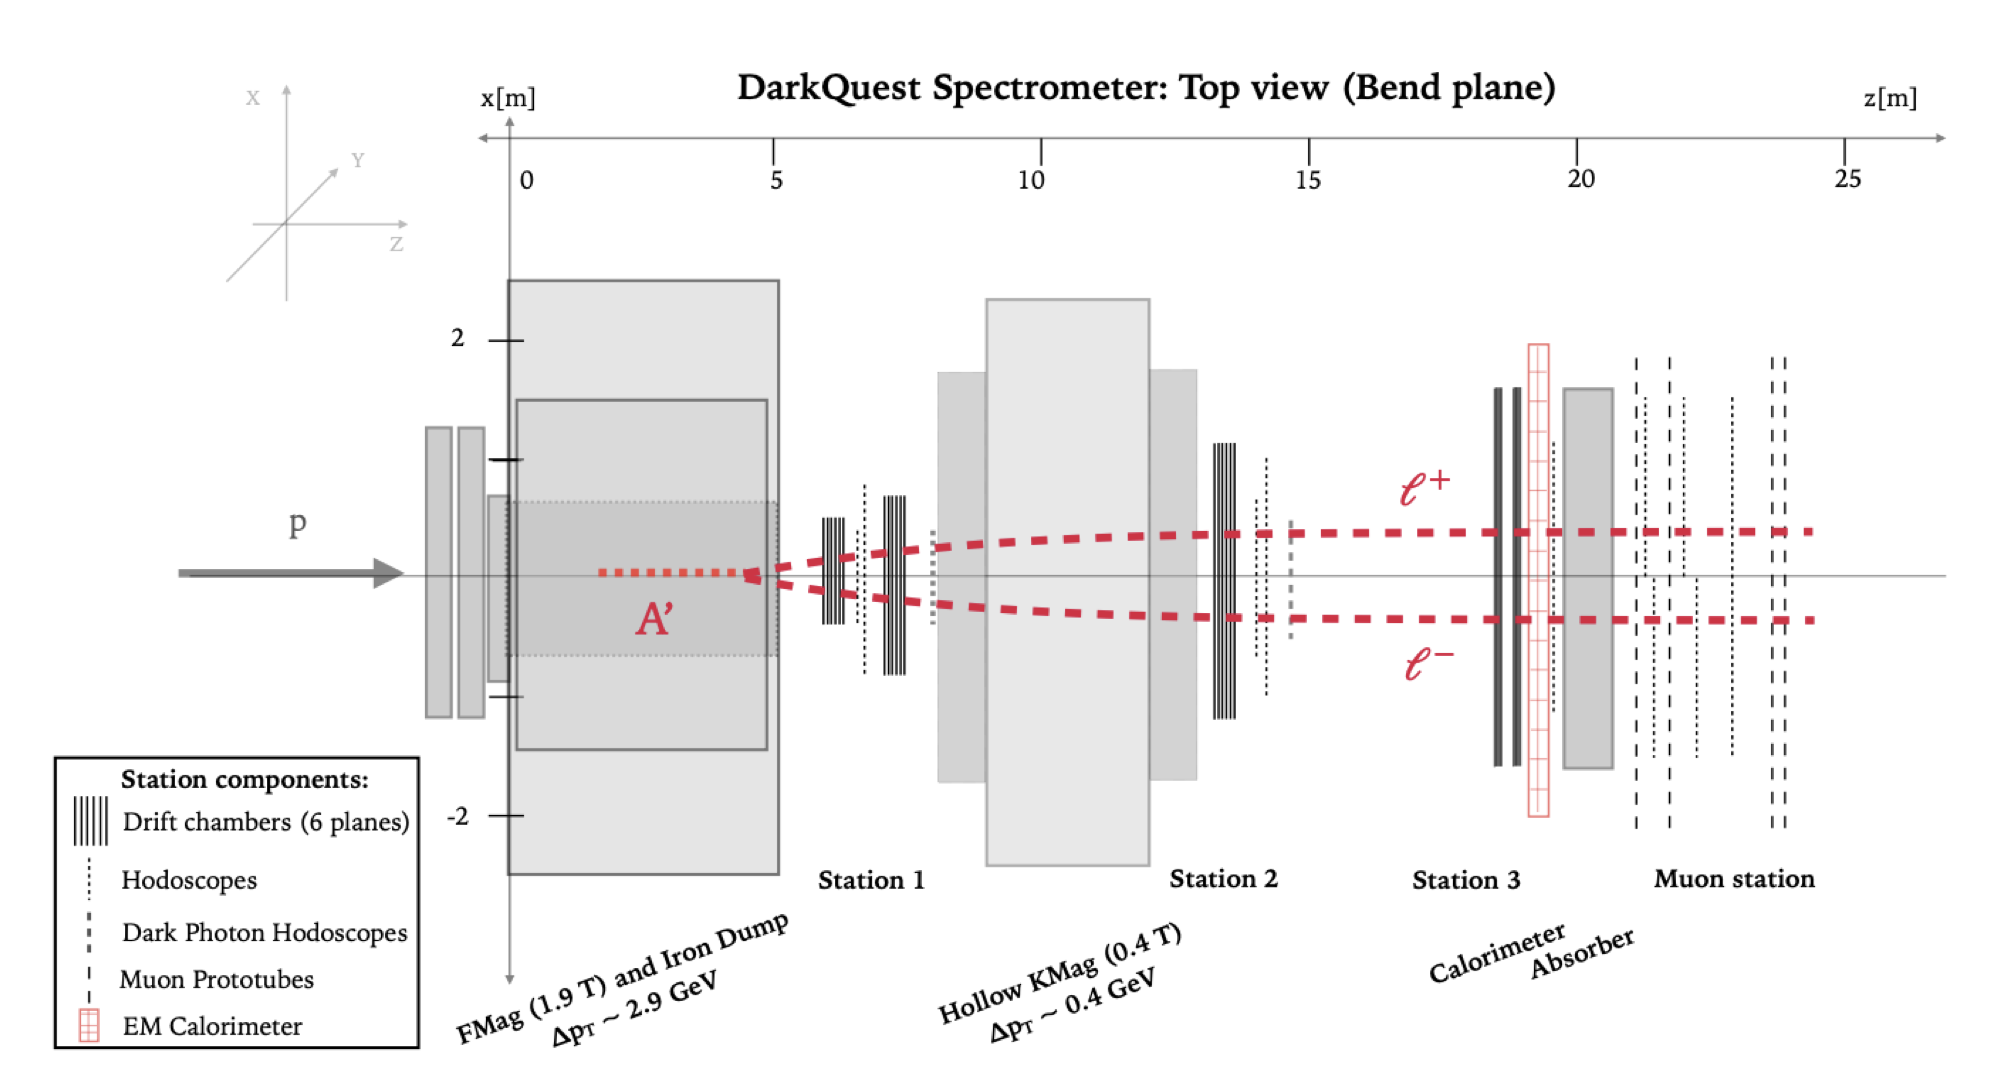 DarkQuest Spectrometer: Top view (Bend plane)
x[m]
z[m]
X
Y
Z
0
5
10
15
20
25
2
-2
p
A′
ℓ+
ℓ−
Station 1
Station 2
Station 3
Muon station
FMag (1.9 T) and Iron Dump
ΔpT ~ 2.9 GeV
Hollow KMag (0.4 T)
ΔpT ~ 0.4 GeV
Calorimeter
Absorber
Station components:
Drift chambers (6 planes)
Hodoscopes
Dark Photon Hodoscopes
Muon Prototubes
EM Calorimeter